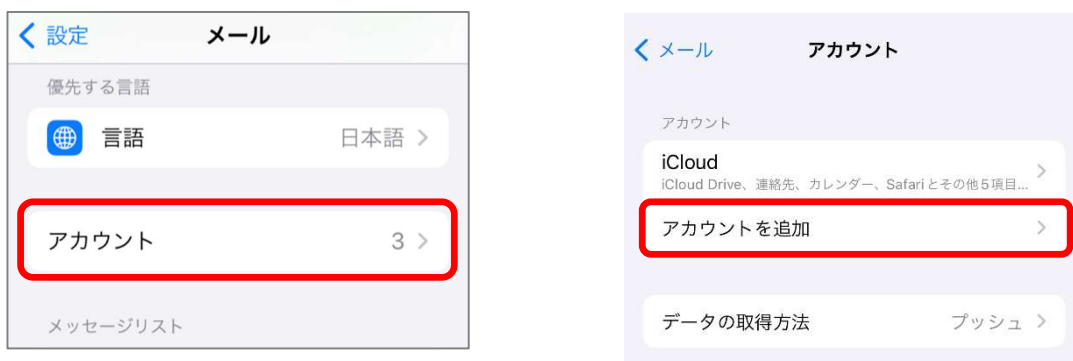 設定
メール
優先する言語
言語
日本語
アカウント
3
メッセージリスト
メール
アカウント
アカウント
iCloud
iCloud Drive、連絡先、カレンダー、Safariとその他5項目...
アカウントを追加
データの取得方法
プッシュ